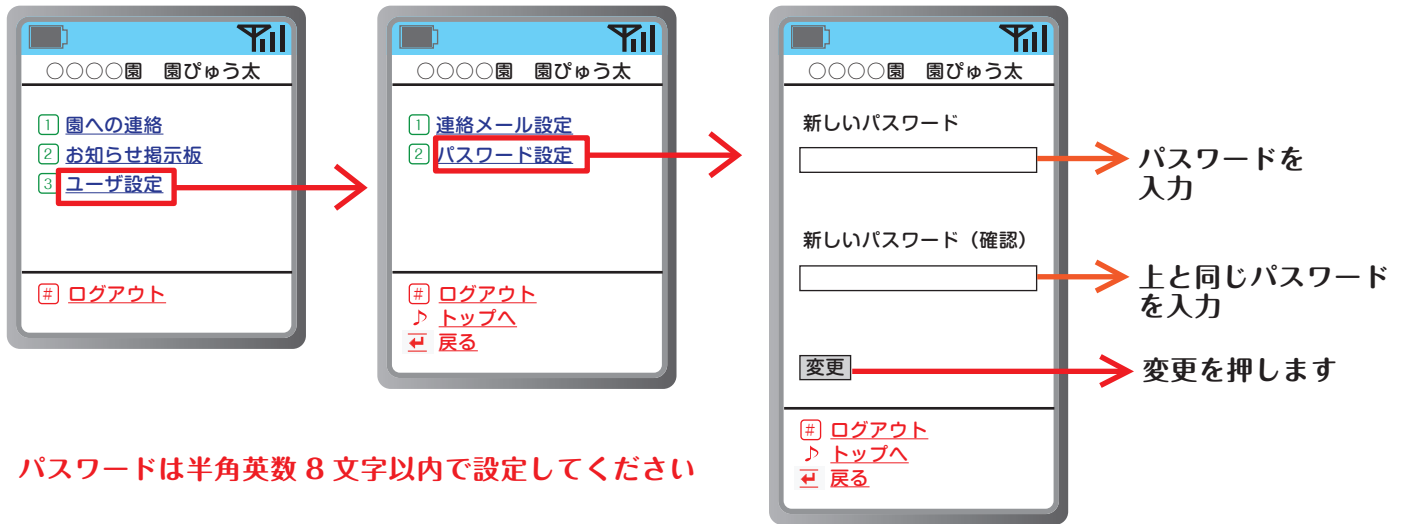 ○○○○園　園ぴゅう太
1 園への連絡
2 お知らせ掲示板
3 ユーザ設定
# ログアウト
○○○○園　園ぴゅう太
1 連絡メール設定
2 パスワード設定
# ログアウト
♪ トップへ
戻る
○○○○園　園ぴゅう太
新しいパスワード
パスワードを
入力
新しいパスワード（確認）
上と同じパスワード
を入力
変更
変更を押します
# ログアウト
♪ トップへ
戻る
パスワードは半角英数 8 文字以内で設定してください